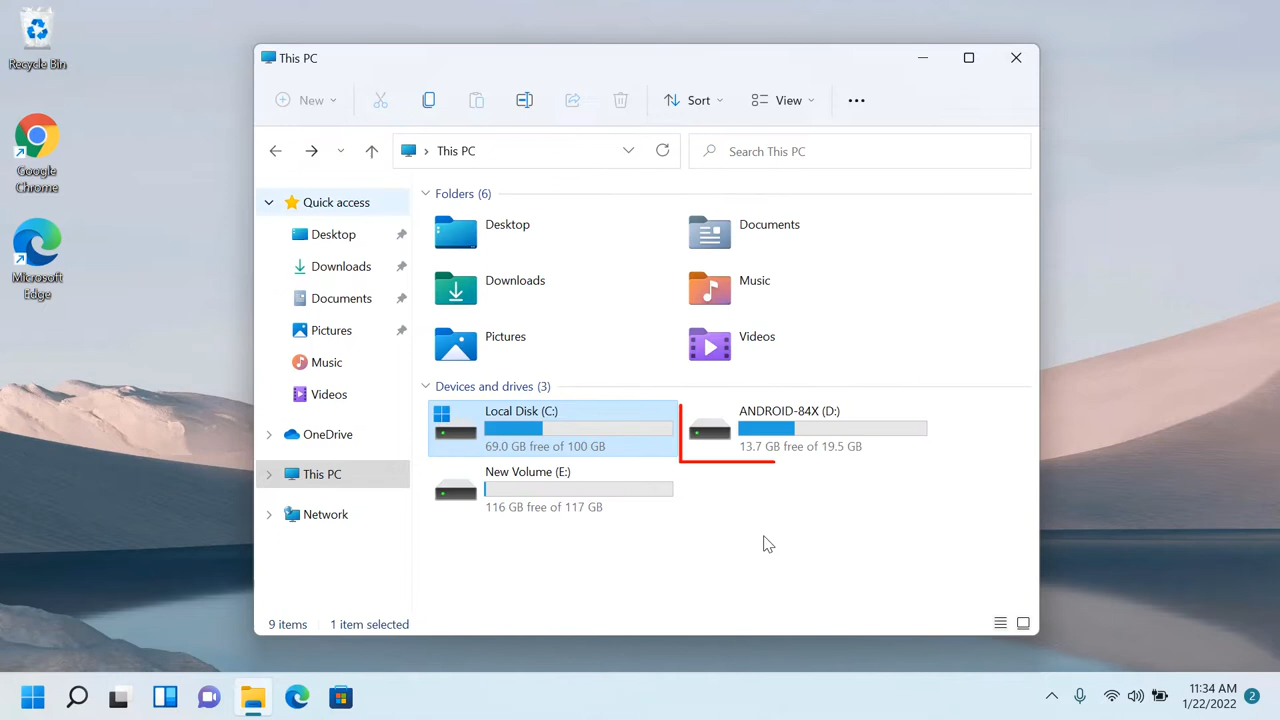 Recycle Bin
Google
Chrome
Microsoft
Edge
This PC
New
Sort
View
This PC
Search This PC
Quick access
Desktop
Downloads
Documents
Pictures
Music
Videos
OneDrive
This PC
Network
Folders (6)
Desktop
Documents
Downloads
Music
Pictures
Videos
Devices and drives (3)
Local Disk (C:)
69.0 GB free of 100 GB
ANDROID-84X (D:)
13.7 GB free of 19.5 GB
New Volume (E:)
116 GB free of 117 GB
9 items
1 item selected
11:34 AM
1/22/2022
2